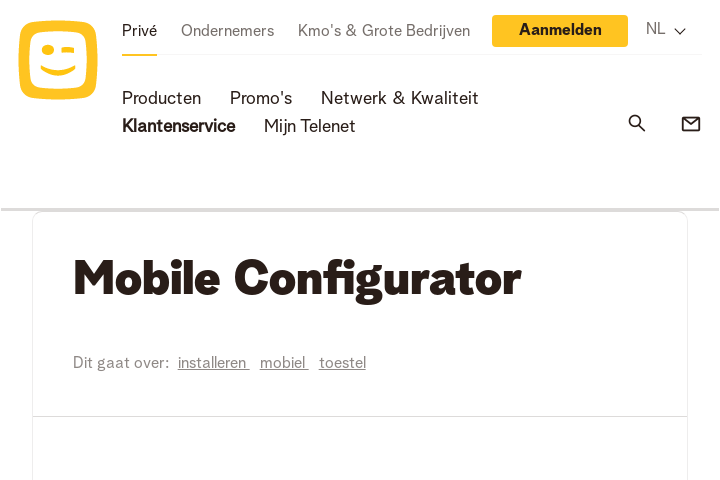 Privé Ondernemers Kmo's & Grote Bedrijven Aanmelden NL
Producten Promo's Netwerk & Kwaliteit
Klantenservice Mijn Telenet
Mobile Configurator
Dit gaat over: installeren mobiel toestel